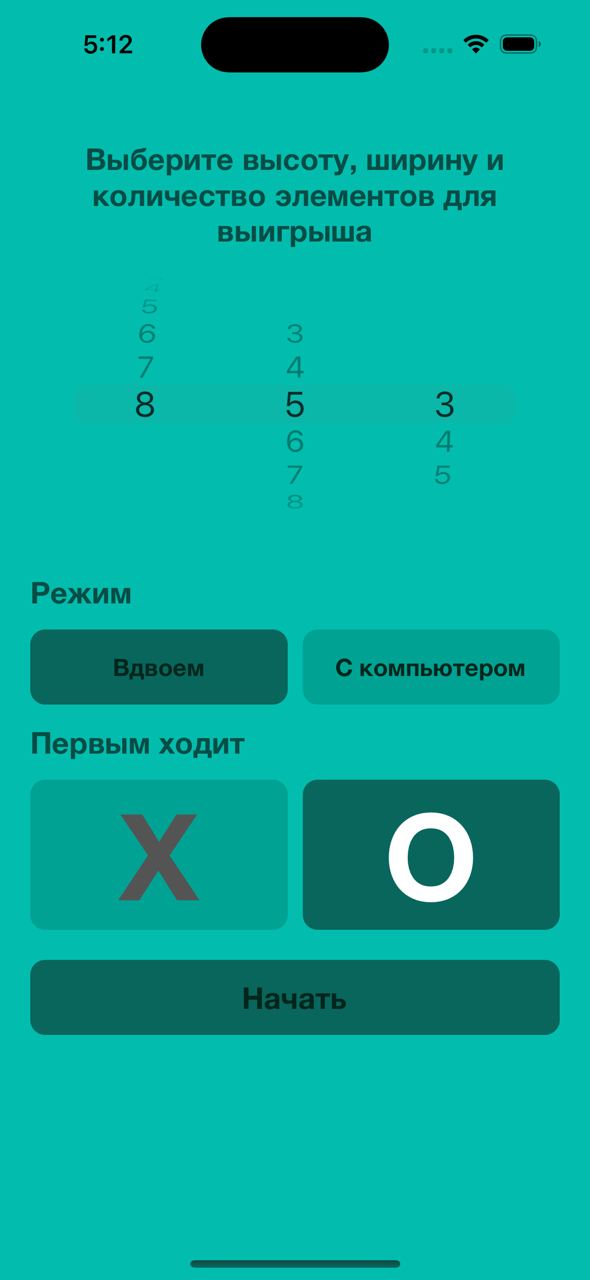 5:12
Выберите высоту, ширину и
количество элементов для
выигрыша
4
5
6 3
7 4
8 5 3
6 4
7 5
8
Режим
Вдвоем С компьютером
Первым ходит
X O
Начать